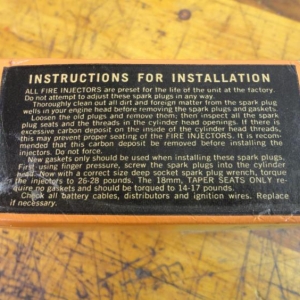 INSTRUCTIONS FOR INSTALLATION
ALL FIRE INJECTORS are preset for the life of the unit at the factory.
Do not attempt to adjust these spark plugs in any way.
Thoroughly clean out all dirt and foreign matter from the spark plug
wells in your engine head before removing the spark plugs and gaskets.
Loosen the old plugs and remove them; then inspect all the spark
plug seats and the threads in the cylinder head openings. If there is
excessive carbon deposit on the inside of the cylinder head threads,
this may prevent proper seating of the FIRE INJECTORS. It is recom-
mended that this carbon deposit be removed before installing the
injectors. Do not force.
New gaskets only should be used when installing these spark plugs.
First using finger pressure, screw the spark plugs into the cylinder
head. Now with a correct size deep socket spark plug wrench, torque
the injectors to 26-28 pounds. The 18mm, TAPER SEATS ONLY re-
quire no gaskets and should be torqued to 14-17 pounds.
Check all battery cables, distributors and ignition wires. Replace
if necessary.